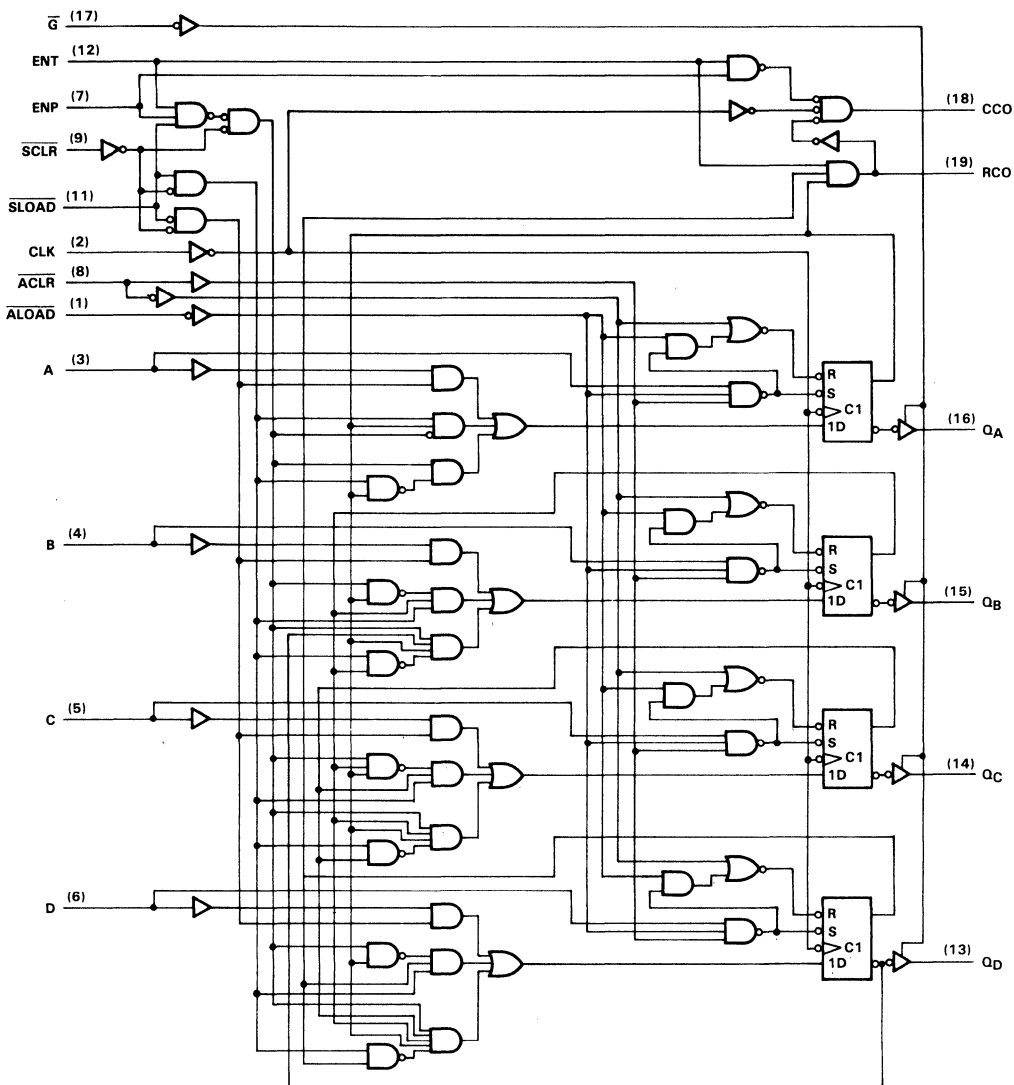 G (17)
ENT (12)
ENP (7)
SCLR (9)
SLOAD (11)
CLK (2)
ACLR (8)
ALOAD (1)
(18) CCO
(19) RCO
A (3)
R
S
C1
1D
(16) QA
B (4)
R
S
C1
1D
(15) QB
C (5)
R
S
C1
1D
(14) QC
D (6)
R
S
C1
1D
(13) QD